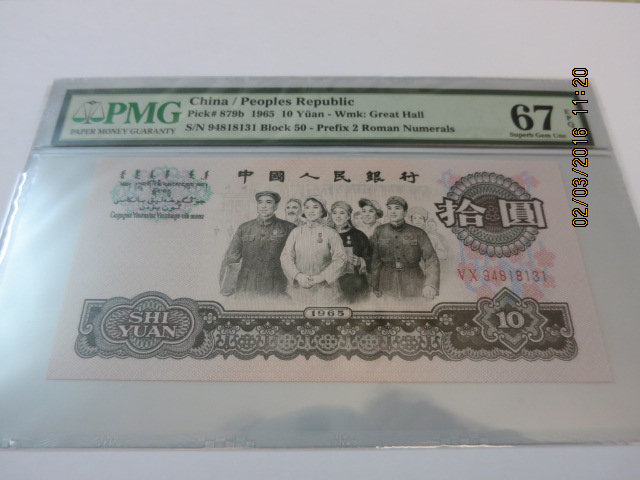 PMG
PAPER MONEY GUARANTY
China / Peoples Republic
Pick# 879b 1965 10 Yüan - Wmk: Great Hall
S/N 94818131 Block 50 - Prefix 2 Roman Numerals
67
EPQ
Superb Gem Unc
中國人民銀行
拾圓
VX 94818131
SHI
YUAN
1965
10
02/03/2016 11:20